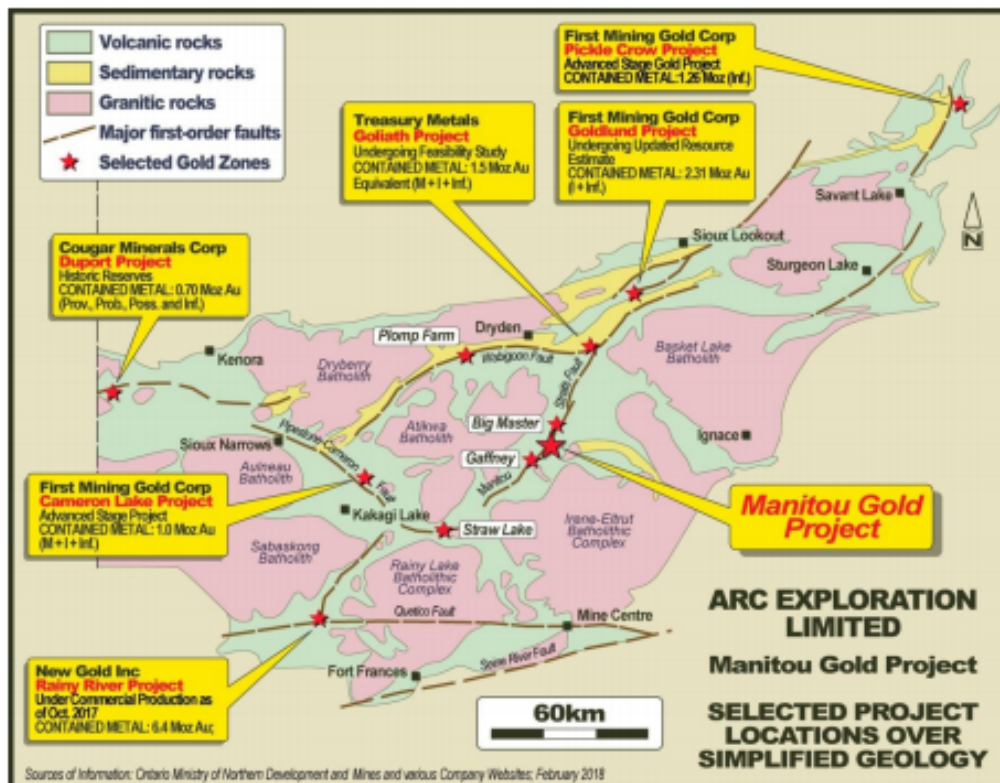 Volcanic rocks
Sedimentary rocks
Granitic rocks
Major first-order faults
Selected Gold Zones
First Mining Gold Corp
Pickle Crow Project
Advanced Stage Gold Project
CONTAINED METAL: 1.26 Moz (Inf.)
Treasury Metals
Goliath Project
Undergoing Feasibility Study
CONTAINED METAL: 1.5 Moz Au
Equivalent (M + I + Inf.)
First Mining Gold Corp
Goldlund Project
Undergoing Updated Resource
Estimate
CONTAINED METAL: 2.31 Moz Au
(I + Inf.)
Savant Lake
N
Sioux Lookout
Sturgeon Lake
Cougar Minerals Corp
Duport Project
Historic Reserves
CONTAINED METAL: 0.70 Moz Au
(Prov., Prob., Poss. and Inf.)
Kenora
Plomp Farm
Dryden
Wabigoon Fault
Dryberry
Batholith
Basket Lake
Batholith
Straits Fault
Atikwa
Batholith
Big Master
Gaffney
Manitou
Ignace
Sioux Narrows
Pipestone-Cameron
Fault
Aulneau
Batholith
First Mining Gold Corp
Cameron Lake Project
Advanced Stage Project
CONTAINED METAL: 1.0 Moz Au
(M + I + Inf.)
Kakagi Lake
Straw Lake
Manitou Gold
Project
Irene-Eltrut
Batholithic
Complex
Sabaskong
Batholith
Rainy Lake
Batholithic
Complex
Quetico Fault
Mine Centre
Seine River Fault
Fort Frances
New Gold Inc
Rainy River Project
Under Commercial Production as
of Oct. 2017
CONTAINED METAL: 6.4 Moz Au;
60km
ARC EXPLORATION
LIMITED
Manitou Gold Project
SELECTED PROJECT
LOCATIONS OVER
SIMPLIFIED GEOLOGY
Sources of Information: Ontario Ministry of Northern Development and Mines and various Company Websites; February 2018